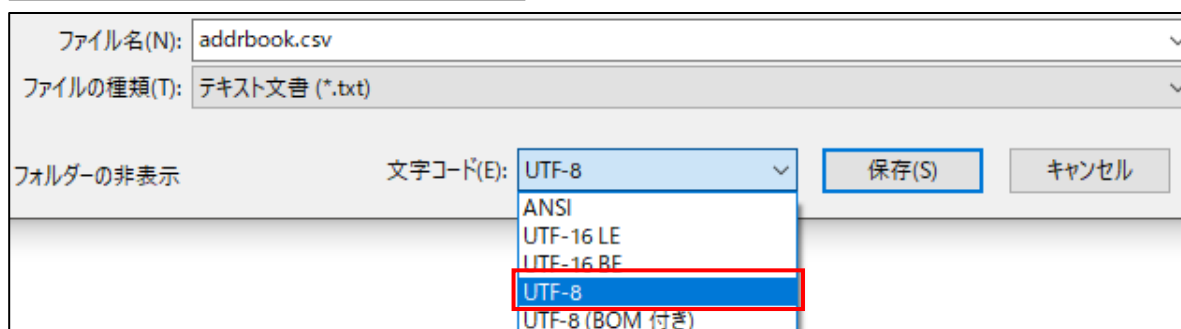 ファイル名(N): addrbook.csv
ファイルの種類(T): テキスト文書 (*.txt)
フォルダーの非表示 文字コード(E): UTF-8 保存(S) キャンセル
ANSI
UTF-16 LE
UTF-16 BE
UTF-8
UTF-8 (BOM 付き)